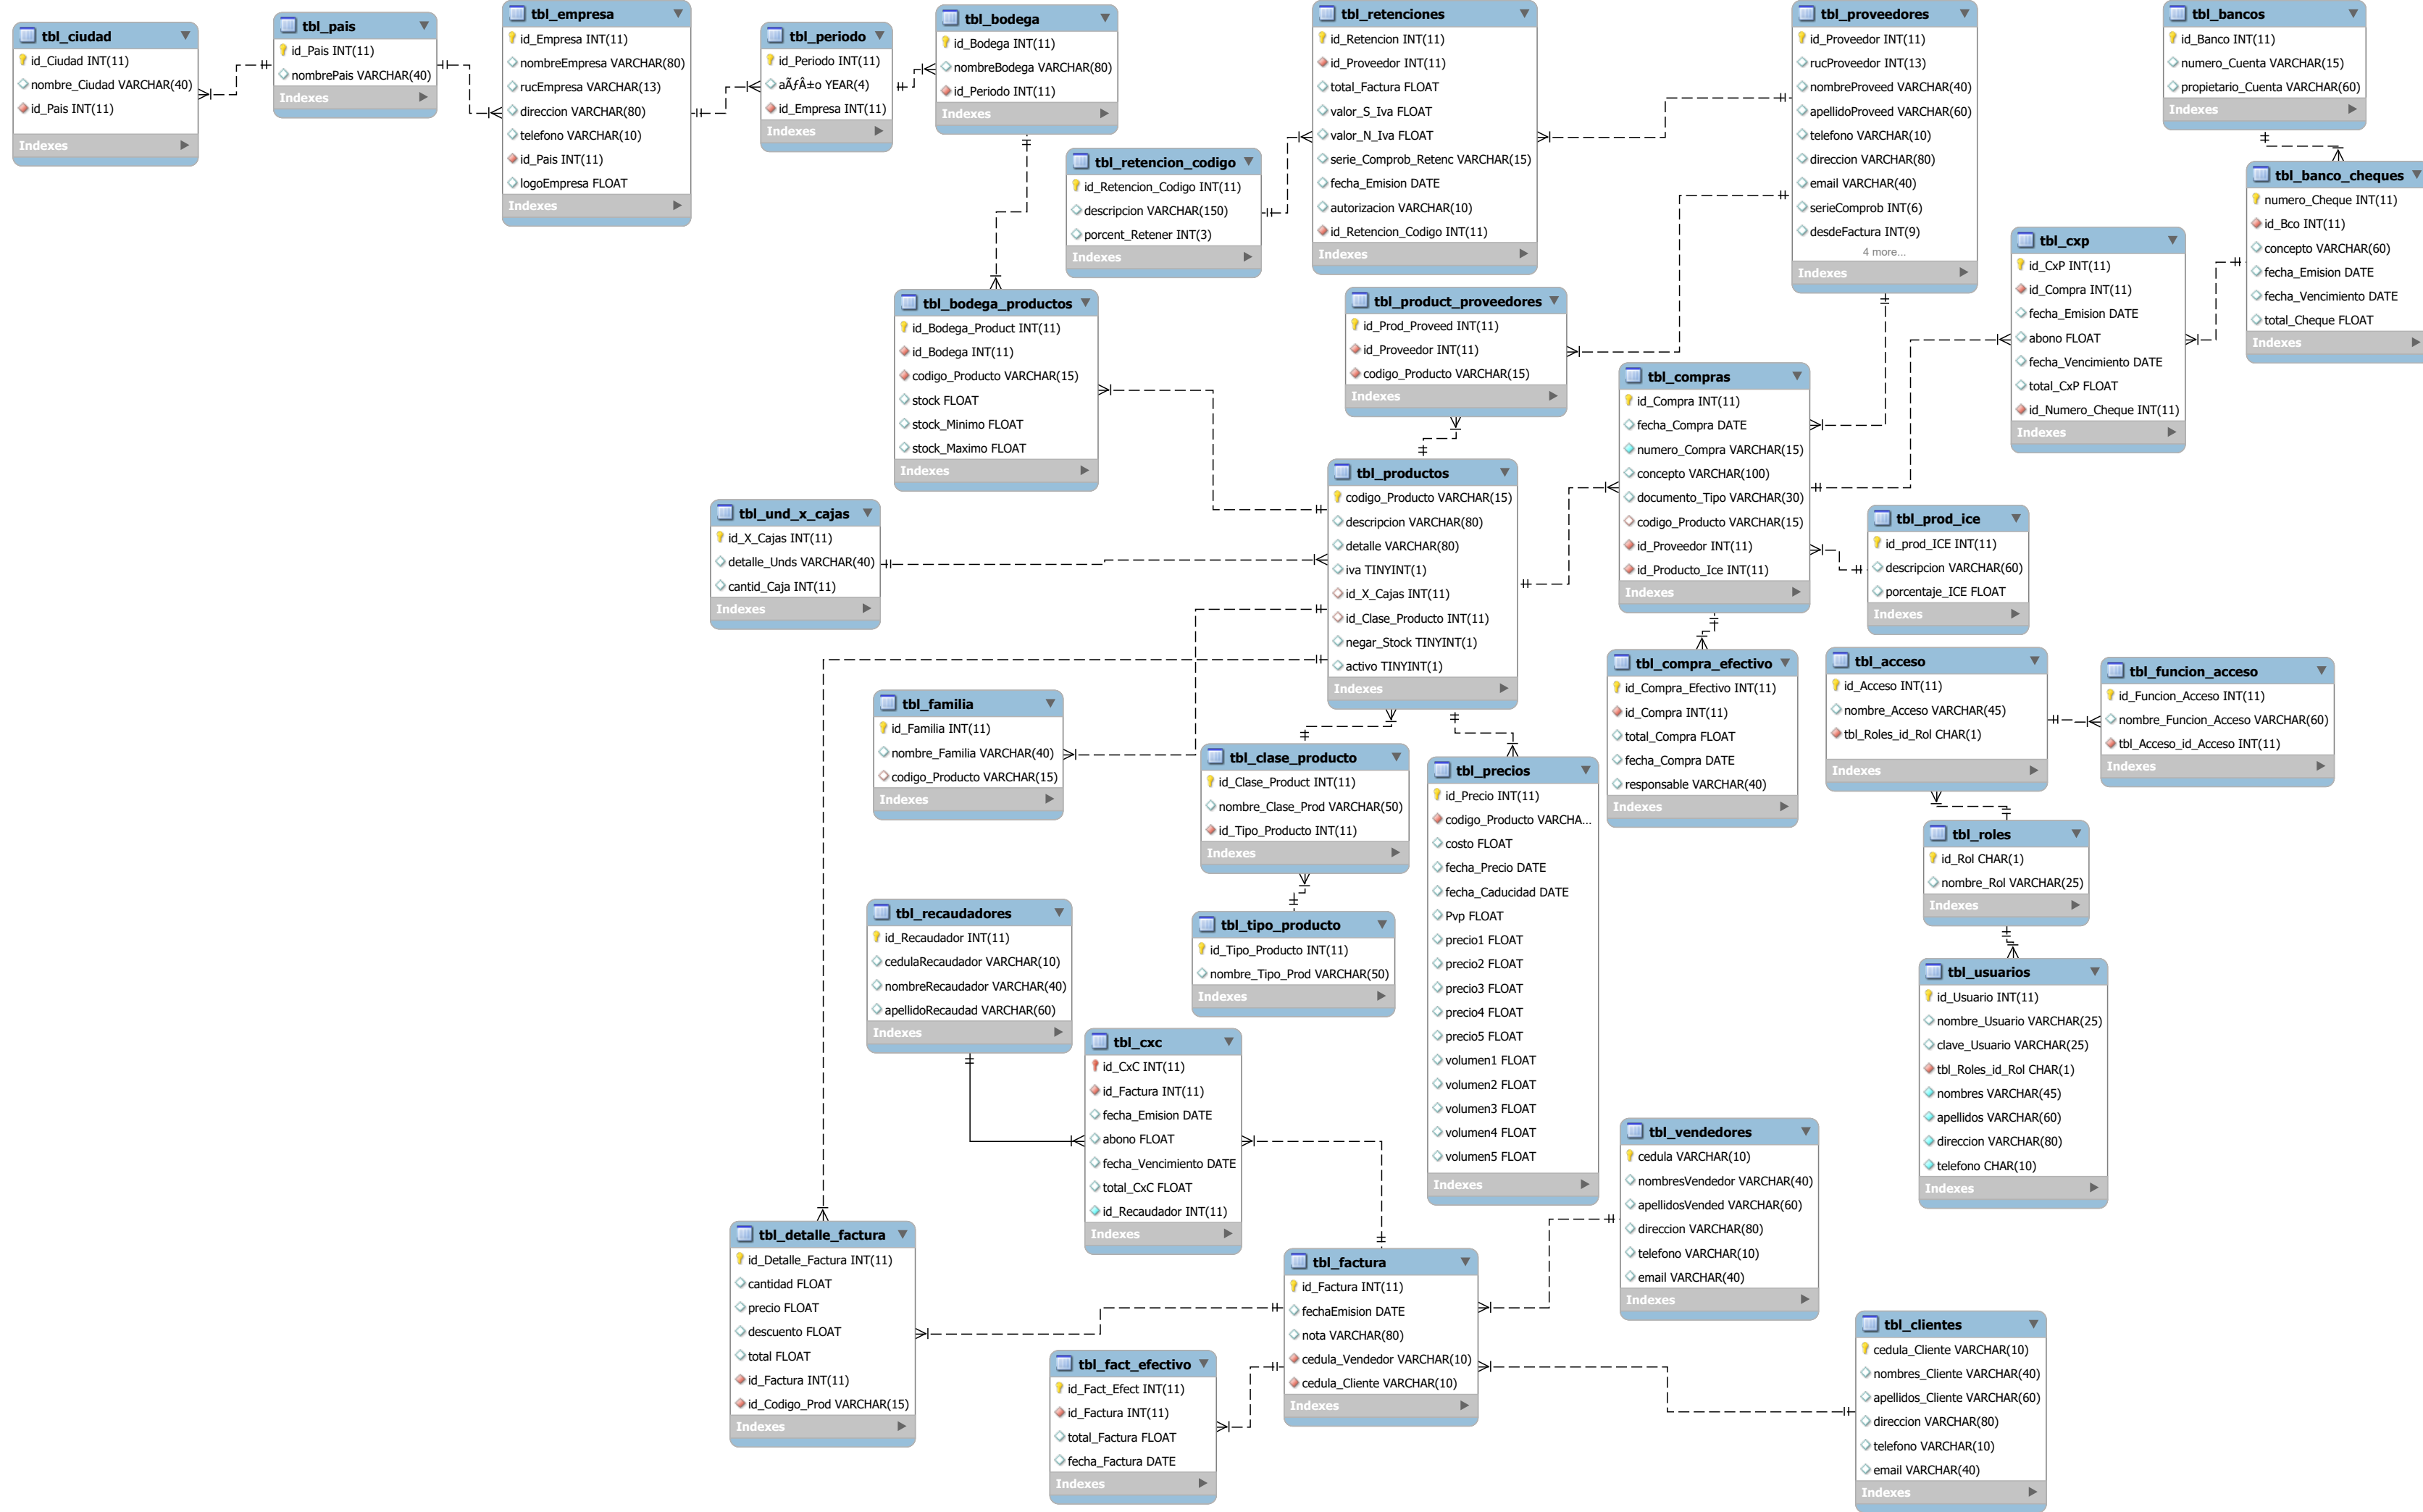 tbl_ciudad
id_Ciudad INT(11)
nombre_Ciudad VARCHAR(40)
id_Pais INT(11)
Indexes
tbl_pais
id_Pais INT(11)
nombrePais VARCHAR(40)
Indexes
tbl_empresa
id_Empresa INT(11)
nombreEmpresa VARCHAR(80)
rucEmpresa VARCHAR(13)
direccion VARCHAR(80)
telefono VARCHAR(10)
id_Pais INT(11)
logoEmpresa FLOAT
Indexes
tbl_periodo
id_Periodo INT(11)
aÃƒÂ±o YEAR(4)
id_Empresa INT(11)
Indexes
tbl_bodega
id_Bodega INT(11)
nombreBodega VARCHAR(80)
id_Periodo INT(11)
Indexes
tbl_retencion_codigo
id_Retencion_Codigo INT(11)
descripcion VARCHAR(150)
porcent_Retener INT(3)
Indexes
tbl_retenciones
id_Retencion INT(11)
id_Proveedor INT(11)
total_Factura FLOAT
valor_S_Iva FLOAT
valor_N_Iva FLOAT
serie_Comprob_Retenc VARCHAR(15)
fecha_Emision DATE
autorizacion VARCHAR(10)
id_Retencion_Codigo INT(11)
Indexes
tbl_proveedores
id_Proveedor INT(11)
rucProveedor INT(13)
nombreProveed VARCHAR(40)
apellidoProveed VARCHAR(60)
telefono VARCHAR(10)
direccion VARCHAR(80)
email VARCHAR(40)
serieComprob INT(6)
desdeFactura INT(9)
4 more...
Indexes
tbl_bancos
id_Banco INT(11)
numero_Cuenta VARCHAR(15)
propietario_Cuenta VARCHAR(60)
Indexes
tbl_banco_cheques
numero_Cheque INT(11)
id_Bco INT(11)
concepto VARCHAR(60)
fecha_Emision DATE
fecha_Vencimiento DATE
total_Cheque FLOAT
Indexes
tbl_cxp
id_CxP INT(11)
id_Compra INT(11)
fecha_Emision DATE
abono FLOAT
fecha_Vencimiento DATE
total_CxP FLOAT
id_Numero_Cheque INT(11)
Indexes
tbl_bodega_productos
id_Bodega_Product INT(11)
id_Bodega INT(11)
codigo_Producto VARCHAR(15)
stock FLOAT
stock_Minimo FLOAT
stock_Maximo FLOAT
Indexes
tbl_product_proveedores
id_Prod_Proveed INT(11)
id_Proveedor INT(11)
codigo_Producto VARCHAR(15)
Indexes
tbl_compras
id_Compra INT(11)
fecha_Compra DATE
numero_Compra VARCHAR(15)
concepto VARCHAR(100)
documento_Tipo VARCHAR(30)
codigo_Producto VARCHAR(15)
id_Proveedor INT(11)
id_Producto_Ice INT(11)
Indexes
tbl_productos
codigo_Producto VARCHAR(15)
descripcion VARCHAR(80)
detalle VARCHAR(80)
iva TINYINT(1)
id_X_Cajas INT(11)
id_Clase_Producto INT(11)
negar_Stock TINYINT(1)
activo TINYINT(1)
Indexes
tbl_und_x_cajas
id_X_Cajas INT(11)
detalle_Unds VARCHAR(40)
cantid_Caja INT(11)
Indexes
tbl_prod_ice
id_prod_ICE INT(11)
descripcion VARCHAR(60)
porcentaje_ICE FLOAT
Indexes
tbl_compra_efectivo
id_Compra_Efectivo INT(11)
id_Compra INT(11)
total_Compra FLOAT
fecha_Compra DATE
responsable VARCHAR(40)
Indexes
tbl_acceso
id_Acceso INT(11)
nombre_Acceso VARCHAR(45)
tbl_Roles_id_Rol CHAR(1)
Indexes
tbl_funcion_acceso
id_Funcion_Acceso INT(11)
nombre_Funcion_Acceso VARCHAR(60)
tbl_Acceso_id_Acceso INT(11)
Indexes
tbl_familia
id_Familia INT(11)
nombre_Familia VARCHAR(40)
codigo_Producto VARCHAR(15)
Indexes
tbl_clase_producto
id_Clase_Product INT(11)
nombre_Clase_Prod VARCHAR(50)
id_Tipo_Producto INT(11)
Indexes
tbl_precios
id_Precio INT(11)
codigo_Producto VARCHA...
costo FLOAT
fecha_Precio DATE
fecha_Caducidad DATE
Pvp FLOAT
precio1 FLOAT
precio2 FLOAT
precio3 FLOAT
precio4 FLOAT
precio5 FLOAT
volumen1 FLOAT
volumen2 FLOAT
volumen3 FLOAT
volumen4 FLOAT
volumen5 FLOAT
Indexes
tbl_roles
id_Rol CHAR(1)
nombre_Rol VARCHAR(25)
Indexes
tbl_recaudadores
id_Recaudador INT(11)
cedulaRecaudador VARCHAR(10)
nombreRecaudador VARCHAR(40)
apellidoRecaudad VARCHAR(60)
Indexes
tbl_tipo_producto
id_Tipo_Producto INT(11)
nombre_Tipo_Prod VARCHAR(50)
Indexes
tbl_usuarios
id_Usuario INT(11)
nombre_Usuario VARCHAR(25)
clave_Usuario VARCHAR(25)
tbl_Roles_id_Rol CHAR(1)
nombres VARCHAR(45)
apellidos VARCHAR(60)
direccion VARCHAR(80)
telefono CHAR(10)
Indexes
tbl_cxc
id_CxC INT(11)
id_Factura INT(11)
fecha_Emision DATE
abono FLOAT
fecha_Vencimiento DATE
total_CxC FLOAT
id_Recaudador INT(11)
Indexes
tbl_vendedores
cedula VARCHAR(10)
nombresVendedor VARCHAR(40)
apellidosVended VARCHAR(60)
direccion VARCHAR(80)
telefono VARCHAR(10)
email VARCHAR(40)
Indexes
tbl_detalle_factura
id_Detalle_Factura INT(11)
cantidad FLOAT
precio FLOAT
descuento FLOAT
total FLOAT
id_Factura INT(11)
id_Codigo_Prod VARCHAR(15)
Indexes
tbl_factura
id_Factura INT(11)
fechaEmision DATE
nota VARCHAR(80)
cedula_Vendedor VARCHAR(10)
cedula_Cliente VARCHAR(10)
Indexes
tbl_fact_efectivo
id_Fact_Efect INT(11)
id_Factura INT(11)
total_Factura FLOAT
fecha_Factura DATE
Indexes
tbl_clientes
cedula_Cliente VARCHAR(10)
nombres_Cliente VARCHAR(40)
apellidos_Cliente VARCHAR(60)
direccion VARCHAR(80)
telefono VARCHAR(10)
email VARCHAR(40)
Indexes